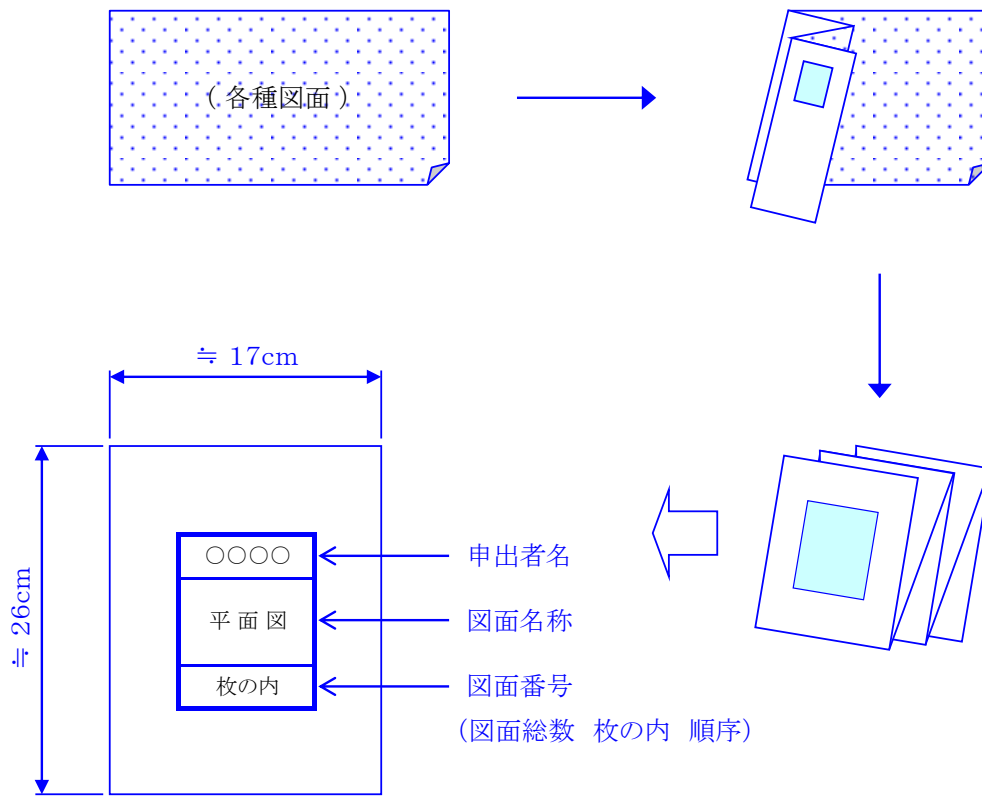 （ 各種図面 ）
≒ 17cm
≒ 26cm
○○○○
申出者名
平 面 図
図面名称
枚の内
図面番号
（図面総数 枚の内 順序）